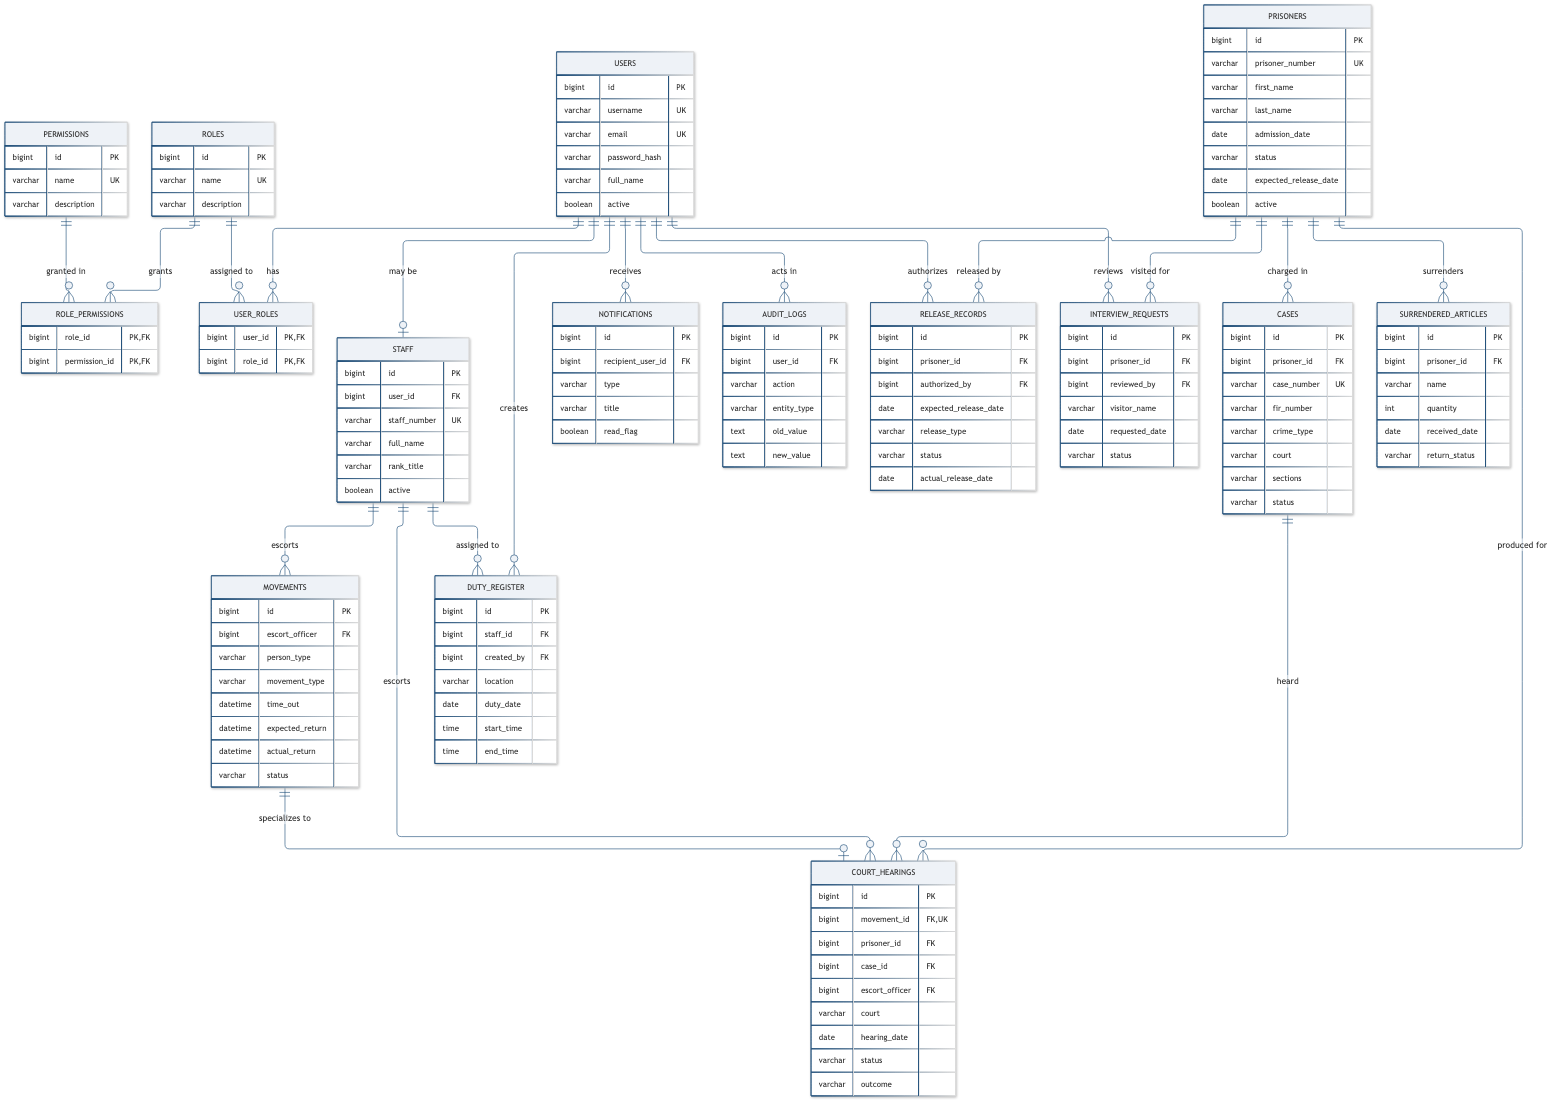 PRISONERS
bigint id PK
varchar prisoner_number UK
varchar first_name
varchar last_name
date admission_date
varchar status
date expected_release_date
boolean active
USERS
bigint id PK
varchar username UK
varchar email UK
varchar password_hash
varchar full_name
boolean active
PERMISSIONS
bigint id PK
varchar name UK
varchar description
ROLES
bigint id PK
varchar name UK
varchar description
granted in
grants
assigned to
has
may be
receives
acts in
authorizes
released by
reviews
visited for
charged in
surrenders
ROLE_PERMISSIONS
bigint role_id PK,FK
bigint permission_id PK,FK
USER_ROLES
bigint user_id PK,FK
bigint role_id PK,FK
STAFF
bigint id PK
bigint user_id FK
varchar staff_number UK
varchar full_name
varchar rank_title
boolean active
creates
NOTIFICATIONS
bigint id PK
bigint recipient_user_id FK
varchar type
varchar title
boolean read_flag
AUDIT_LOGS
bigint id PK
bigint user_id FK
varchar action
varchar entity_type
text old_value
text new_value
RELEASE_RECORDS
bigint id PK
bigint prisoner_id FK
bigint authorized_by FK
date expected_release_date
varchar release_type
varchar status
date actual_release_date
INTERVIEW_REQUESTS
bigint id PK
bigint prisoner_id FK
bigint reviewed_by FK
varchar visitor_name
date requested_date
varchar status
CASES
bigint id PK
bigint prisoner_id FK
varchar case_number UK
varchar fir_number
varchar crime_type
varchar court
varchar sections
varchar status
SURRENDERED_ARTICLES
bigint id PK
bigint prisoner_id FK
varchar name
int quantity
date received_date
varchar return_status
escorts
assigned to
produced for
MOVEMENTS
bigint id PK
bigint escort_officer FK
varchar person_type
varchar movement_type
datetime time_out
datetime expected_return
datetime actual_return
varchar status
escorts
DUTY_REGISTER
bigint id PK
bigint staff_id FK
bigint created_by FK
varchar location
date duty_date
time start_time
time end_time
heard
specializes to
COURT_HEARINGS
bigint id PK
bigint movement_id FK,UK
bigint prisoner_id FK
bigint case_id FK
bigint escort_officer FK
varchar court
date hearing_date
varchar status
varchar outcome